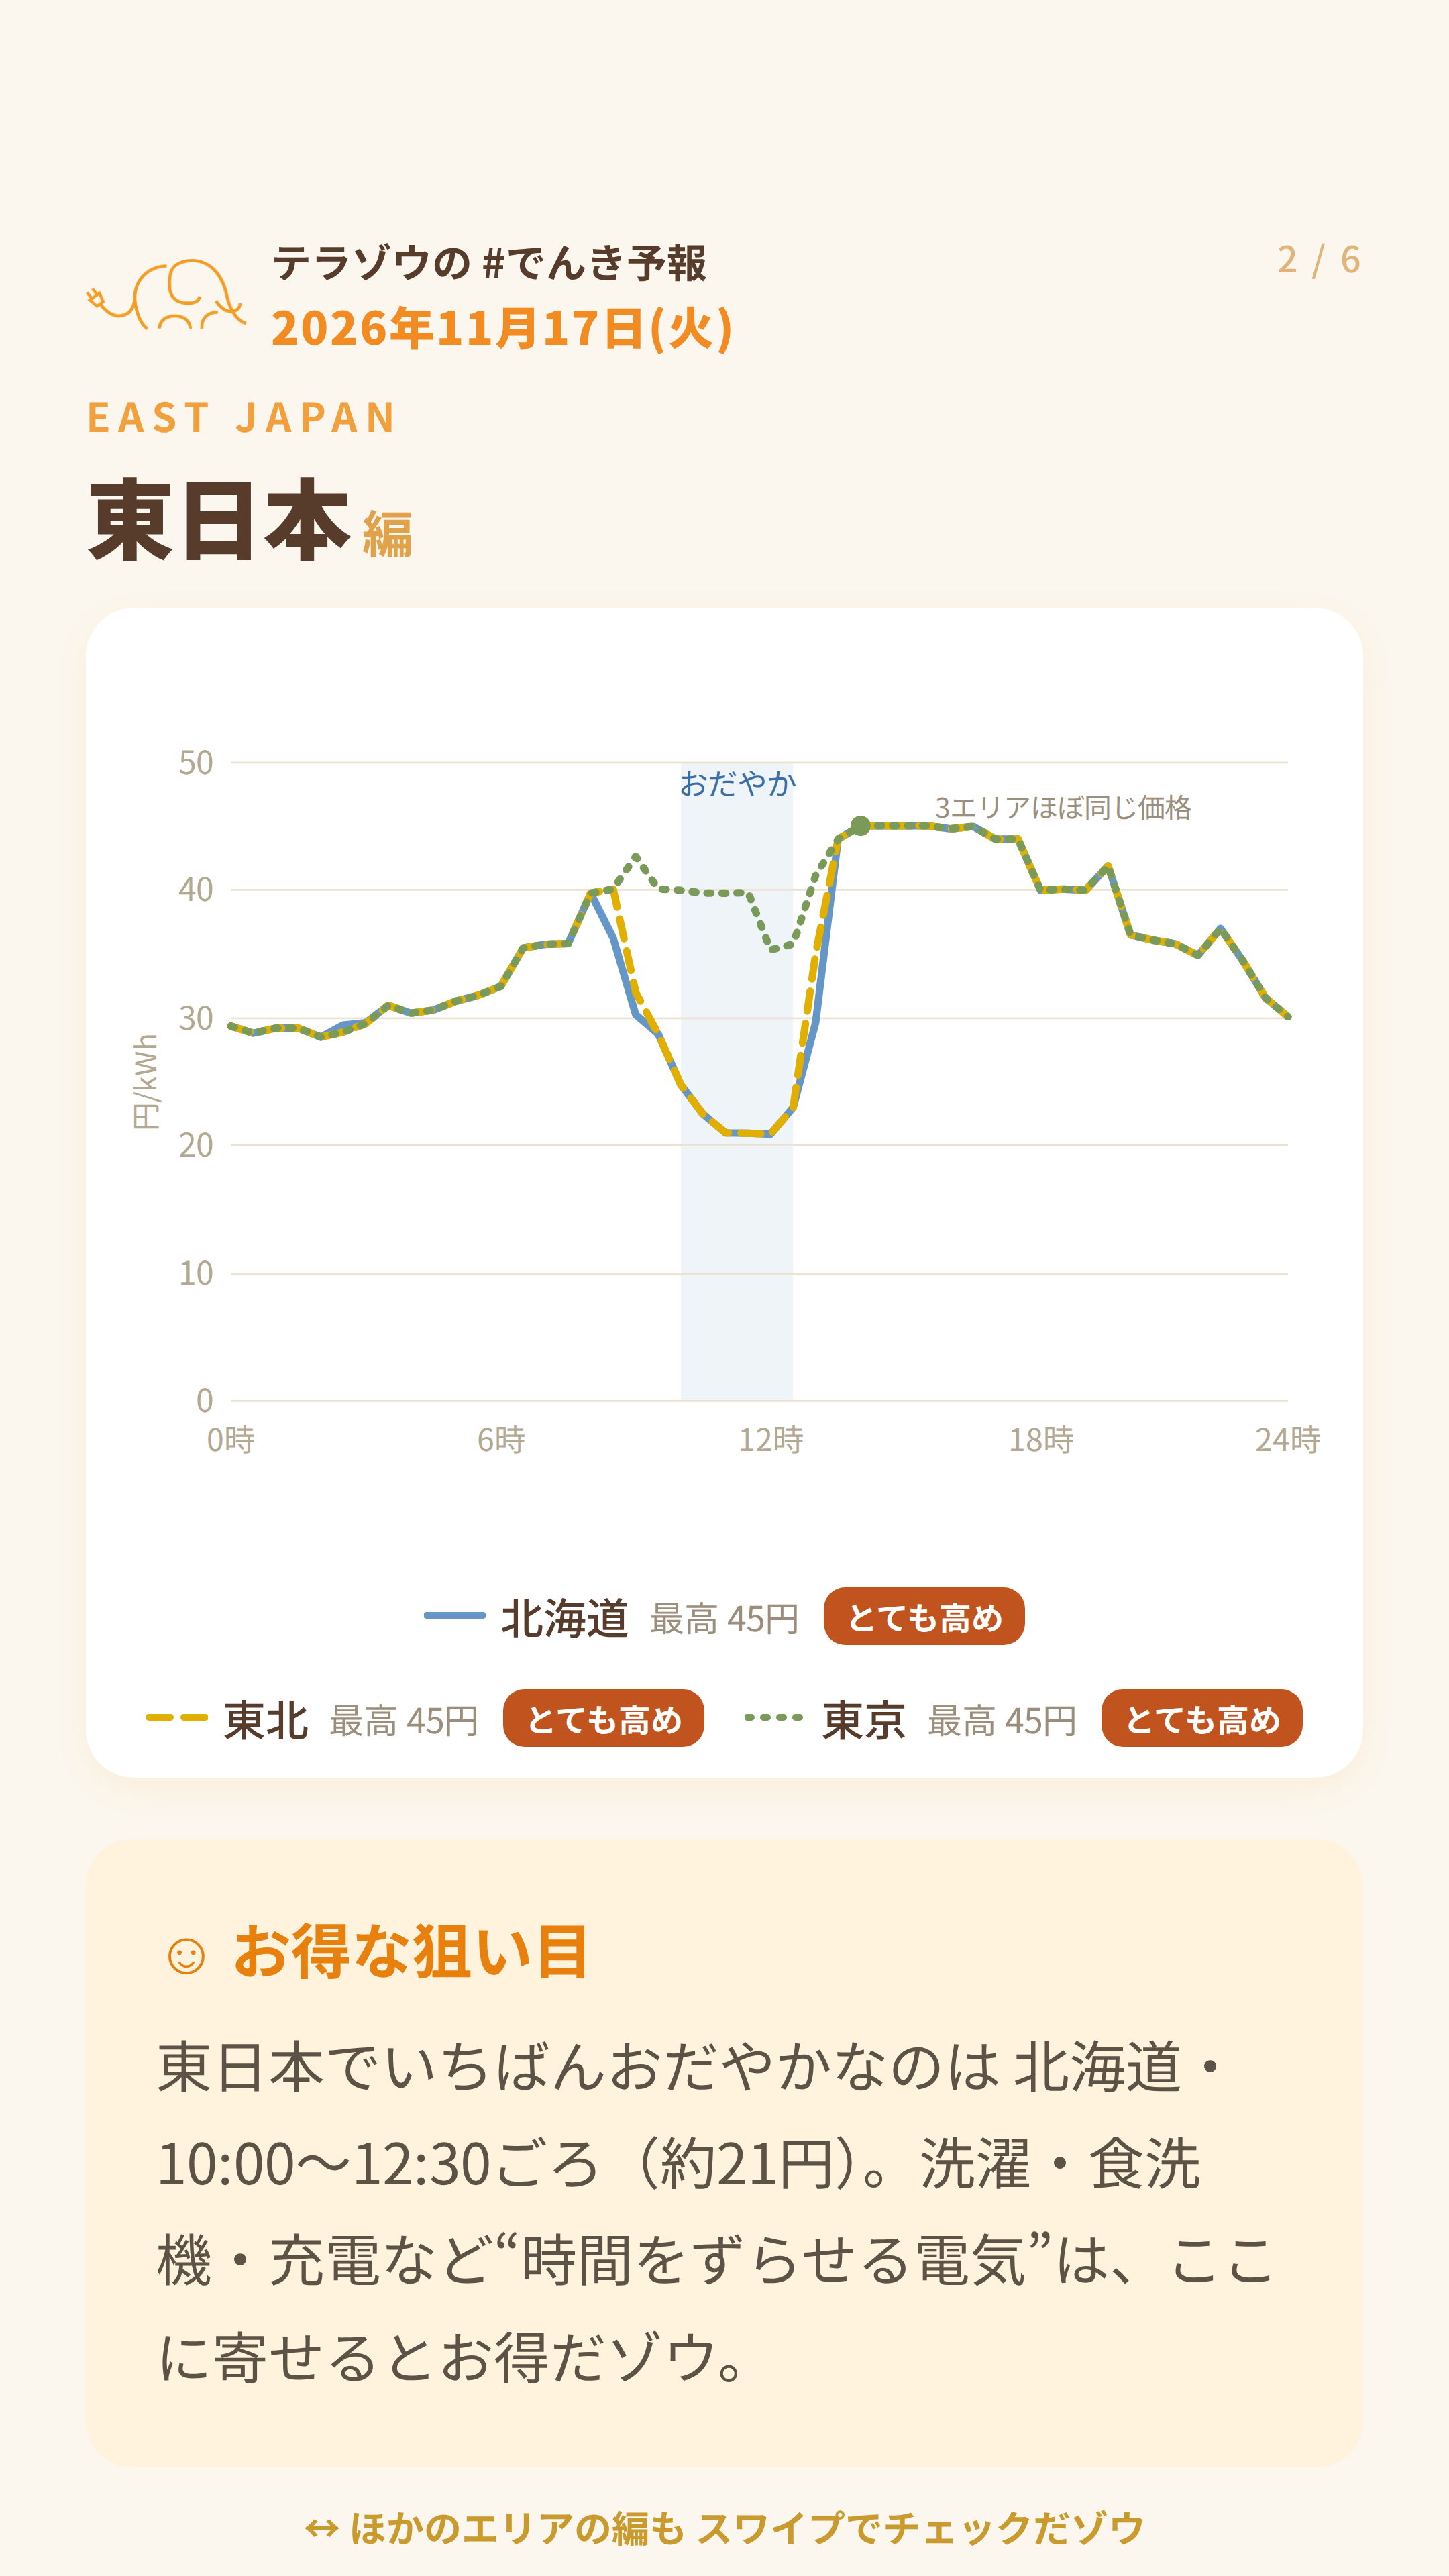 テラゾウの #でんき予報
2026年11月17日(火)
2 / 6
EAST JAPAN
東日本 編
50
おだやか
3エリアほぼ同じ価格
40
30
円/kWh
20
10
0
0時 6時 12時 18時 24時
北海道 最高 45円 とても高め
東北 最高 45円 とても高め 東京 最高 45円 とても高め
☺ お得な狙い目
東日本でいちばんおだやかなのは 北海道・
10:00〜12:30ごろ（約21円）。洗濯・食洗
機・充電など“時間をずらせる電気”は、ここ
に寄せるとお得だゾウ。
↔ ほかのエリアの編も スワイプでチェックだゾウ